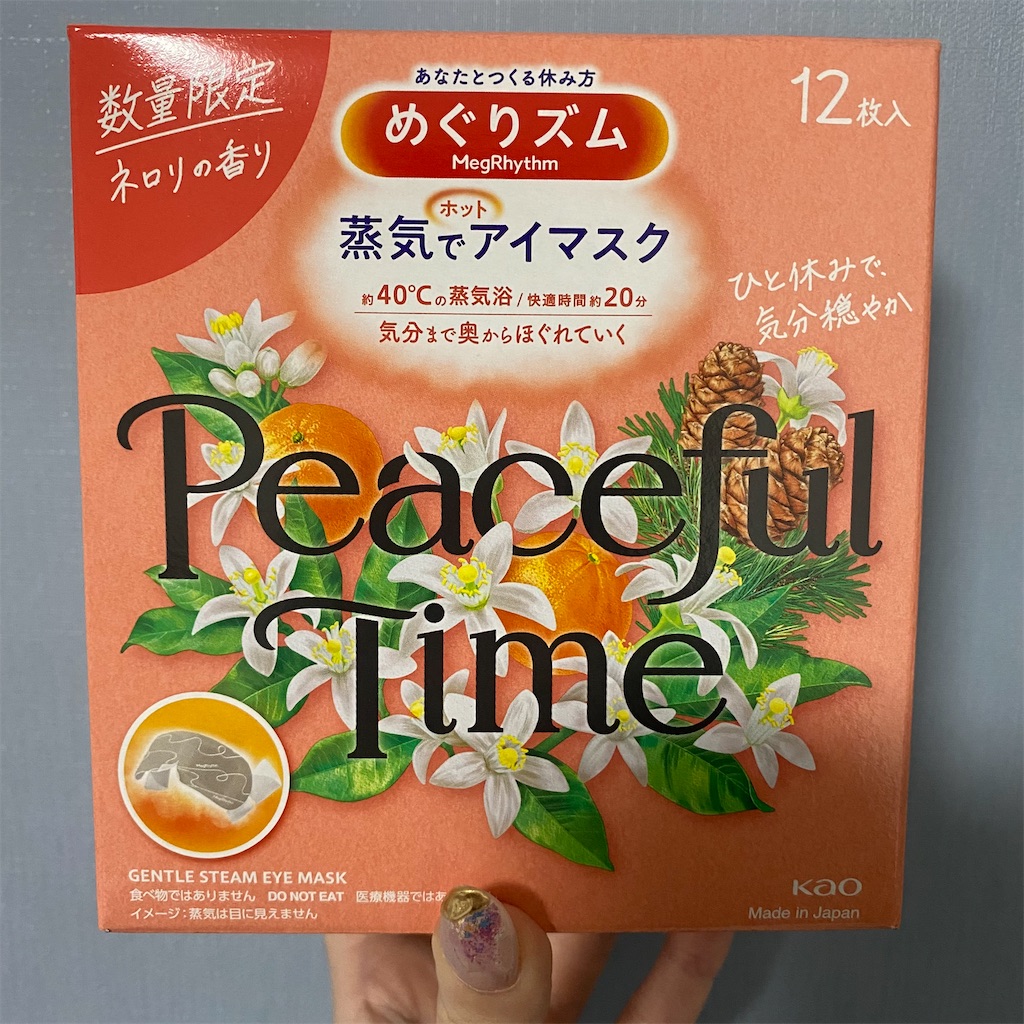 数量限定
ネロリの香り
あなたとつくる休み方
めぐりズム
MegRhythm
12枚入
ホット
蒸気でアイマスク
約40℃の蒸気浴/快適時間約20分
気分まで奥からほぐれていく
ひと休みで、
気分穏やか
Peaceful
Time
GENTLE STEAM EYE MASK
食べ物ではありません DO NOT EAT 医療機器ではあ
イメージ:蒸気は目に見えません
Kao
Made in Japan